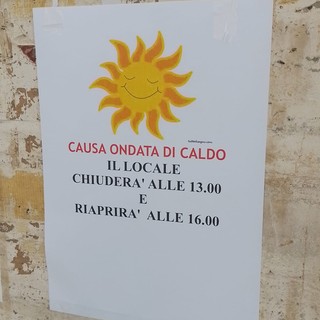 CAUSA ONDATA DI CALDO
IL LOCALE
CHIUDERA' ALLE 13.00
E
RIAPRIRA' ALLE 16.00